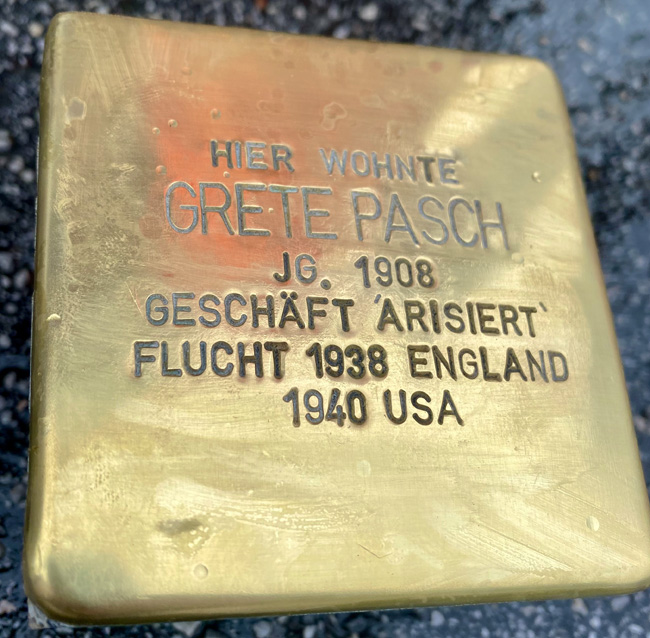 HIER WOHNTE
GRETE PASCH
JG. 1908
GESCHÄFT 'ARISIERT'
FLUCHT 1938 ENGLAND
1940 USA